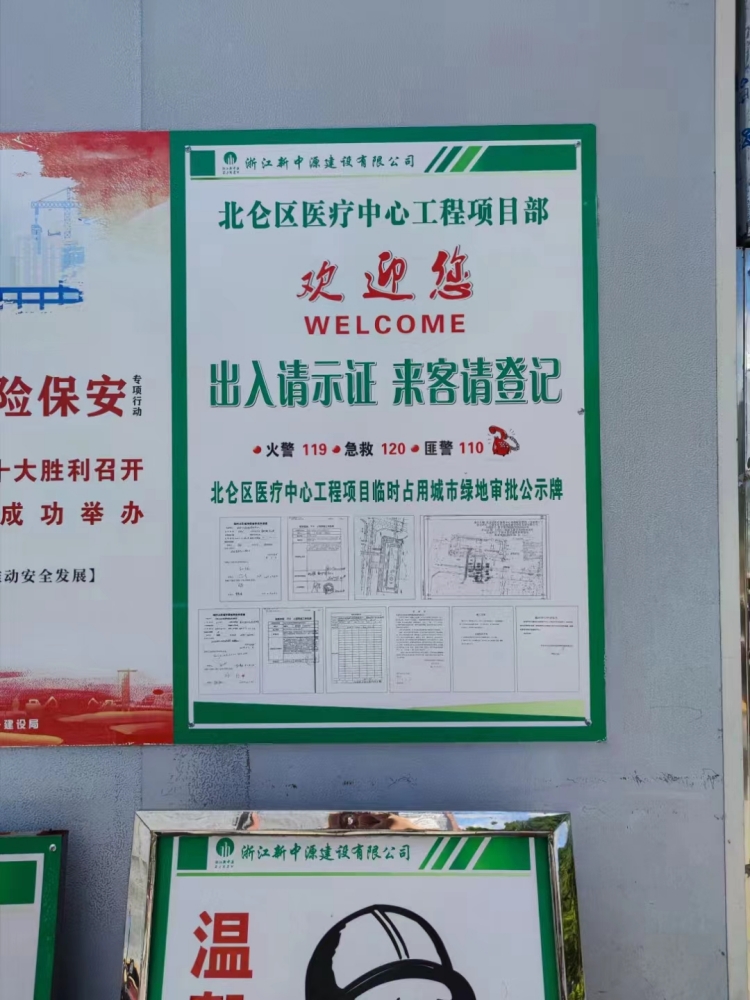 浙江新中源建设有限公司
北仑区医疗中心工程项目部
欢迎您
WELCOME
出入请示证 来客请登记
火警 119 急救 120 匪警 110
北仑区医疗中心工程项目临时占用城市绿地审批公示牌
险保安 专项行动
十大胜利召开
成功举办
动安全发展】
建设局
浙江新中源建设有限公司
温